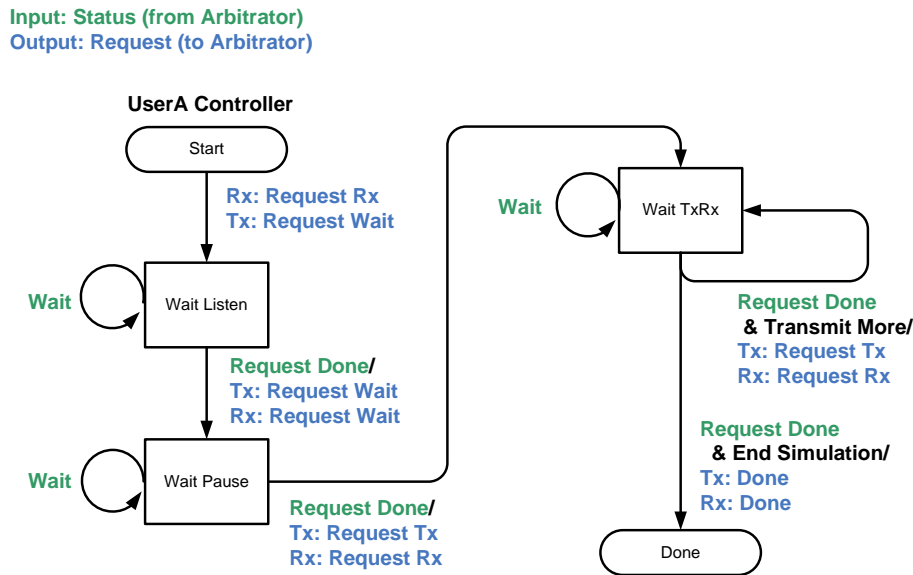 Input: Status (from Arbitrator)
Output: Request (to Arbitrator)
UserA Controller
Start
Rx: Request Rx
Tx: Request Wait
Wait
Wait Listen
Request Done/
Tx: Request Wait
Rx: Request Wait
Wait
Wait Pause
Request Done/
Tx: Request Tx
Rx: Request Rx
Wait
Wait TxRx
Request Done
& Transmit More/
Tx: Request Tx
Rx: Request Rx
Request Done
& End Simulation/
Tx: Done
Rx: Done
Done